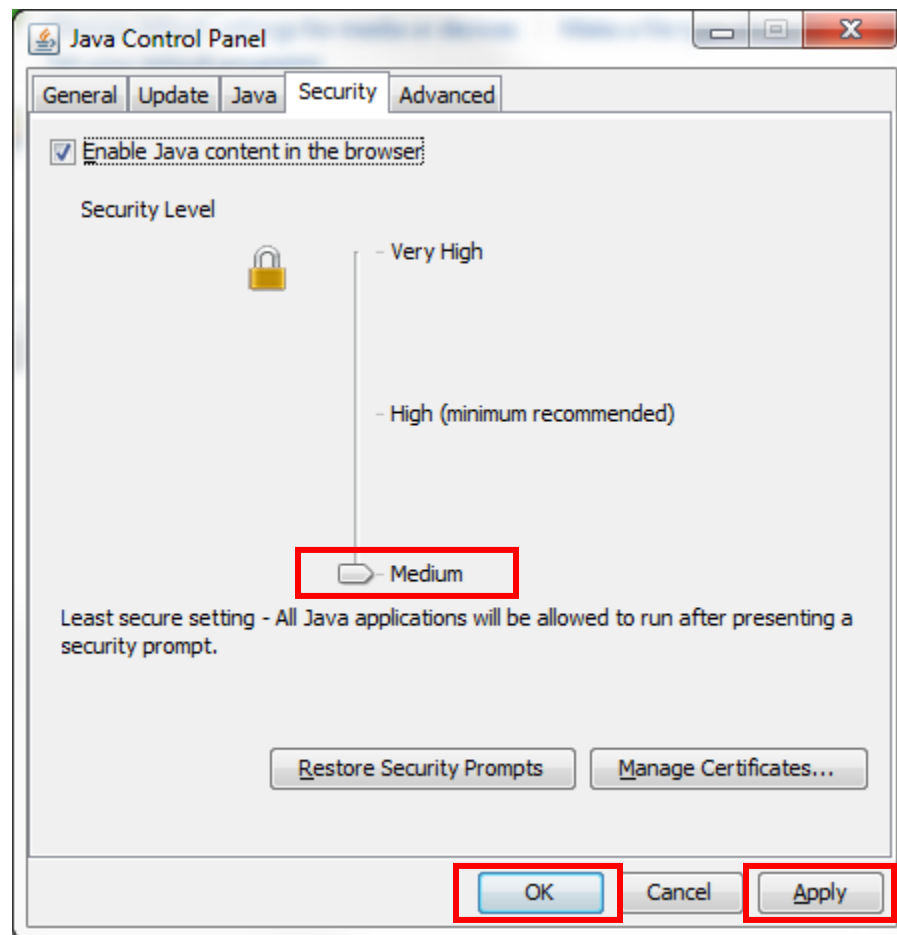 Java Control Panel
General Update Java Security Advanced
Enable Java content in the browser
Security Level
Very High
High (minimum recommended)
Medium
Least secure setting - All Java applications will be allowed to run after presenting a
security prompt.
Restore Security Prompts Manage Certificates...
OK Cancel Apply